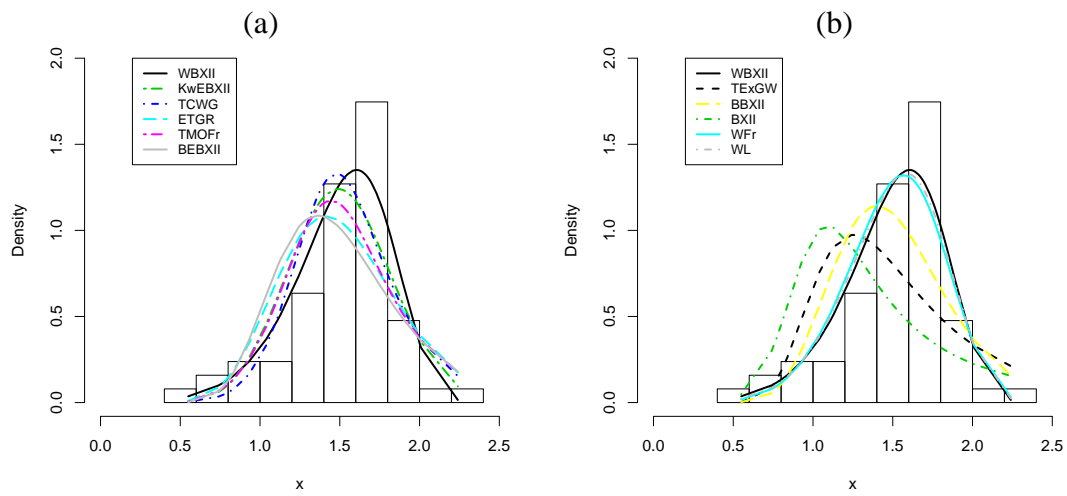 (a)
WBXII
KwEBXII
TCWG
ETGR
TMOFr
BEBXII
Density
2.0
1.5
1.0
0.5
0.0
0.0 0.5 1.0 1.5 2.0 2.5
x
(b)
WBXII
TExGW
BBXII
BXII
WFr
WL
Density
2.0
1.5
1.0
0.5
0.0
0.0 0.5 1.0 1.5 2.0 2.5
x